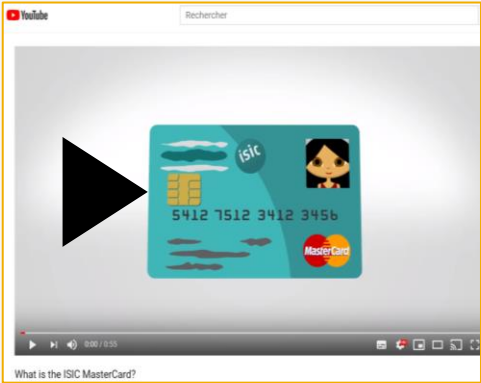 YouTube
Rechercher
isic
5412 7512 3412 3456
MasterCard
0:00 / 0:55
What is the ISIC MasterCard?